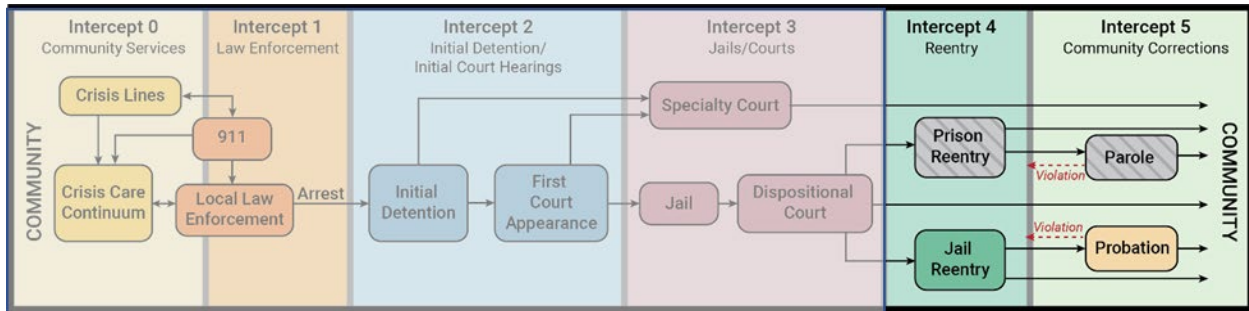 Intercept 0
Community Services
Intercept 1
Law Enforcement
Intercept 2
Initial Detention/
Initial Court Hearings
Intercept 3
Jails/Courts
Intercept 4
Reentry
Intercept 5
Community Corrections
COMMUNITY
Crisis Lines
911
Crisis Care
Continuum
Local Law
Enforcement
Arrest
Initial
Detention
First
Court
Appearance
Specialty Court
Jail
Dispositional
Court
Prison
Reentry
Violation
Parole
Jail
Reentry
Violation
Probation
COMMUNITY